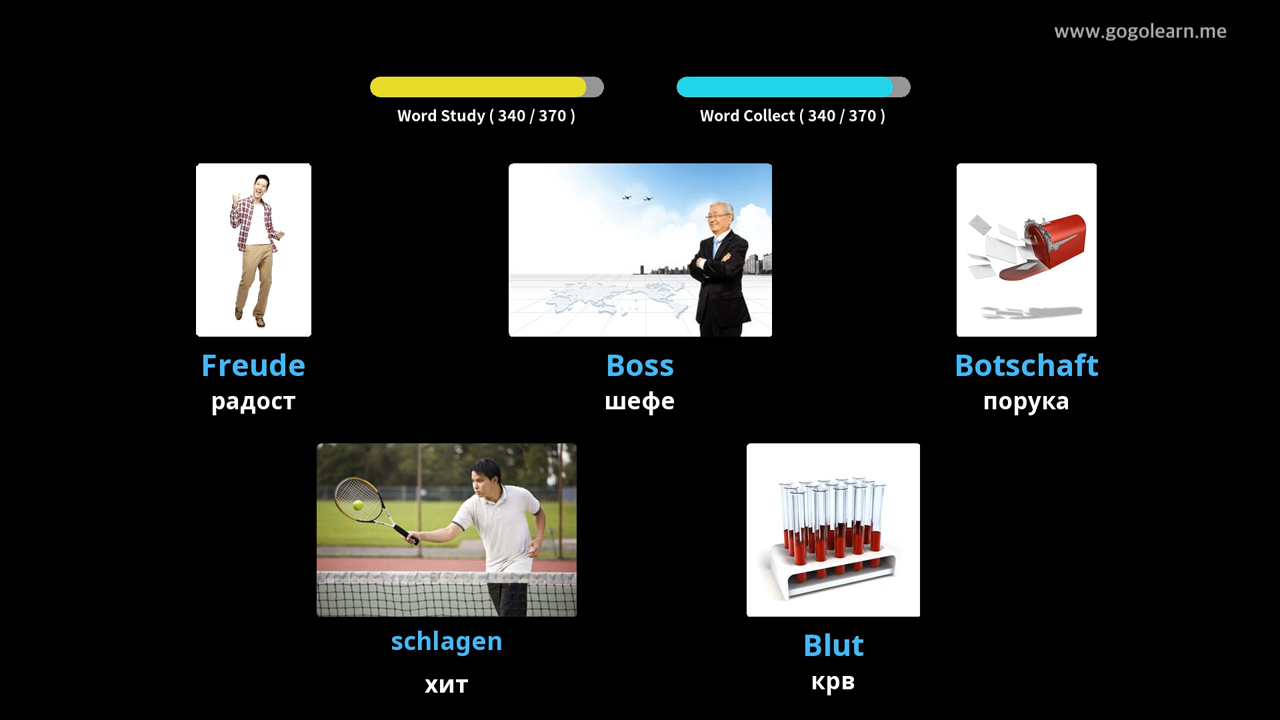 www.gogolearn.me
Word Study ( 340 / 370 )
Word Collect ( 340 / 370 )
Freude
радост
Boss
шефе
Botschaft
порука
schlagen
хит
Blut
крв